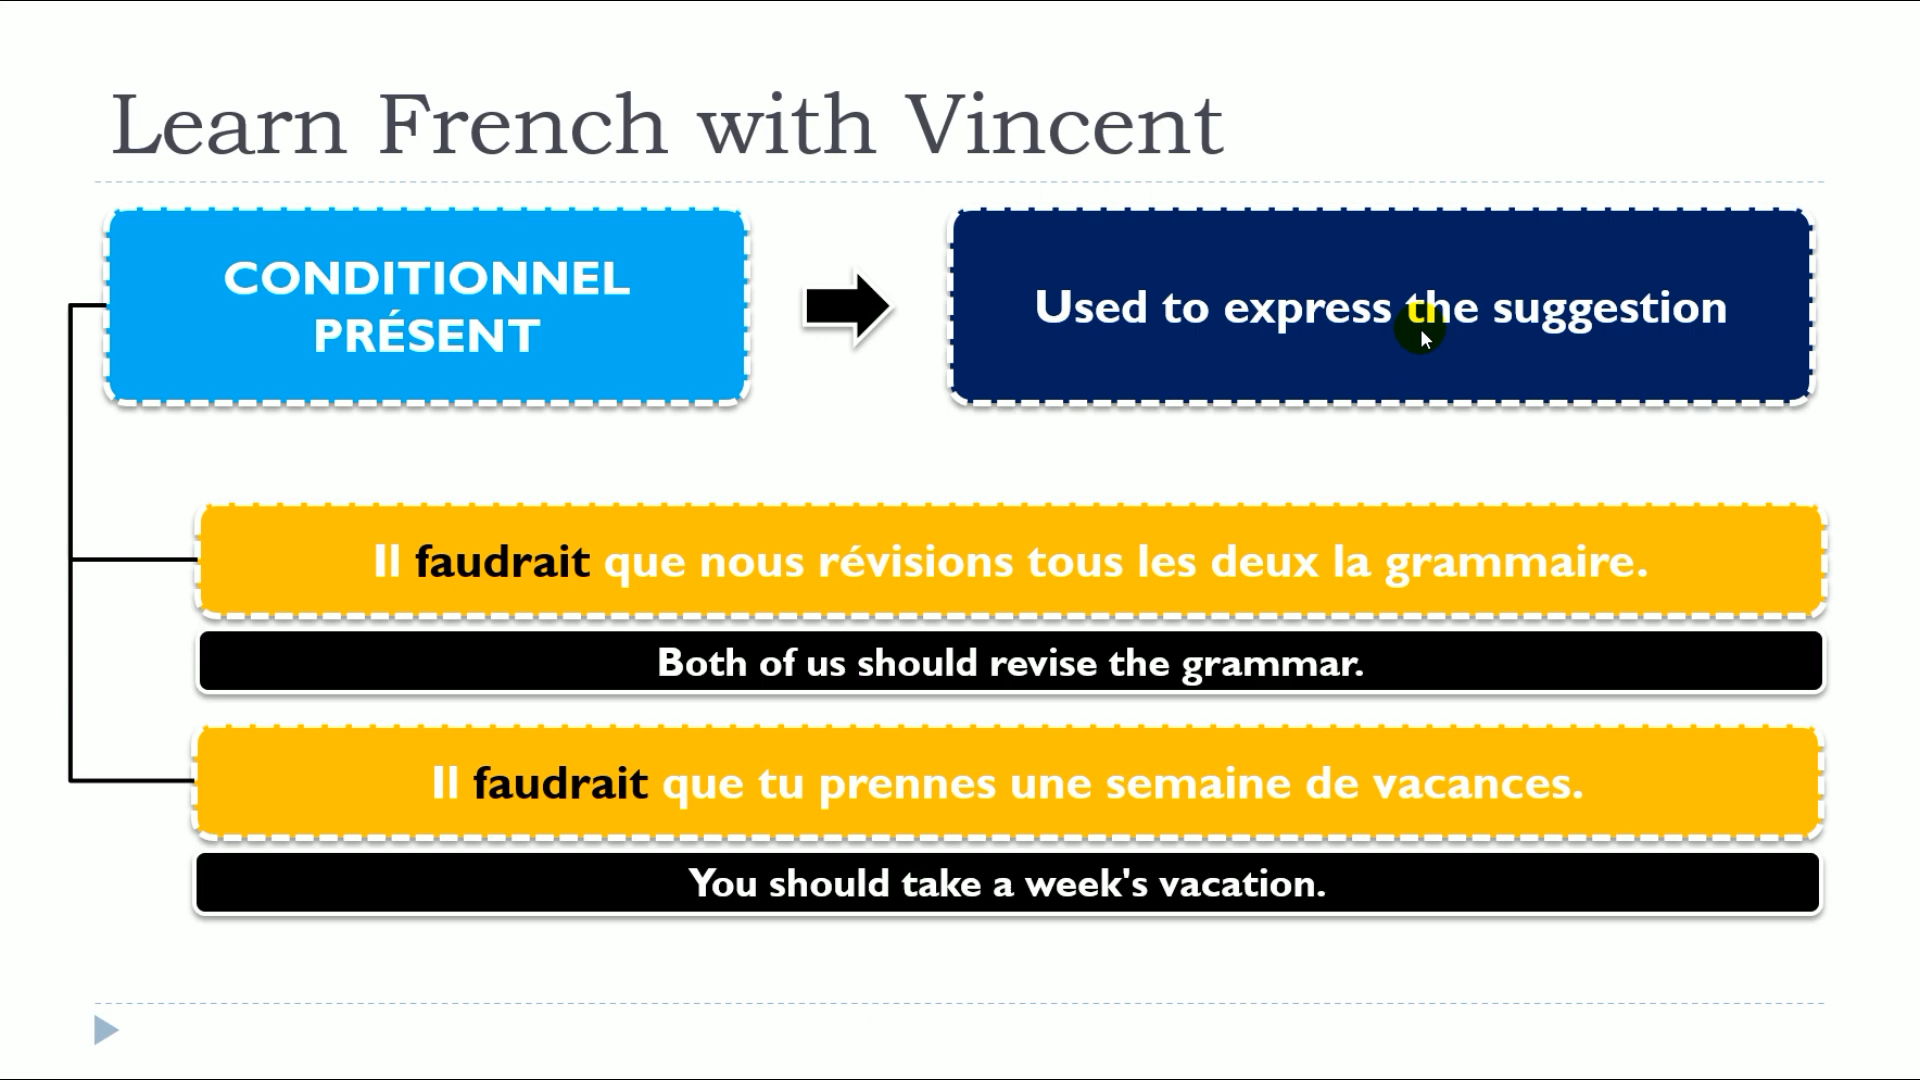 Learn French with Vincent
CONDITIONNEL
PRÉSENT
Used to express the suggestion
Il faudrait que nous révisions tous les deux la grammaire.
Both of us should revise the grammar.
Il faudrait que tu prennes une semaine de vacances.
You should take a week's vacation.